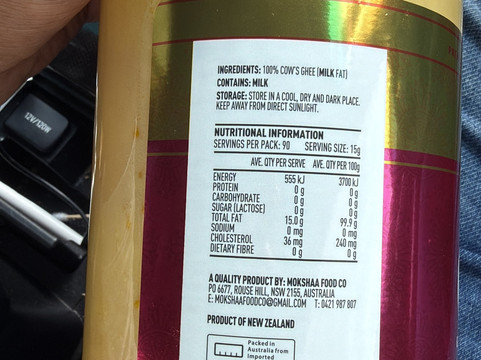 INGREDIENTS: 100% COW'S GHEE (MILK FAT)
CONTAINS: MILK
STORAGE: STORE IN A COOL, DRY AND DARK PLACE.
KEEP AWAY FROM DIRECT SUNLIGHT.
NUTRITIONAL INFORMATION
SERVINGS PER PACK: 90 SERVING SIZE: 15g
AVE. QTY PER SERVE AVE. QTY PER 100g
ENERGY 555 kJ 3700 kJ
PROTEIN 0 g 0 g
CARBOHYDRATE 0 g 0 g
SUGAR (LACTOSE) 0 g 0 g
TOTAL FAT 15.0 g 99.9 g
SODIUM 0 mg 0 mg
CHOLESTEROL 36 mg 240 mg
DIETARY FIBRE 0 g 0 g
A QUALITY PRODUCT BY: MOKSHAA FOOD CO
PO 6677, ROUSE HILL, NSW 2155, AUSTRALIA
E: MOKSHAAFOODCO@GMAIL.COM T: 0421 987 807
PRODUCT OF NEW ZEALAND
Packed in
Australia from
Imported